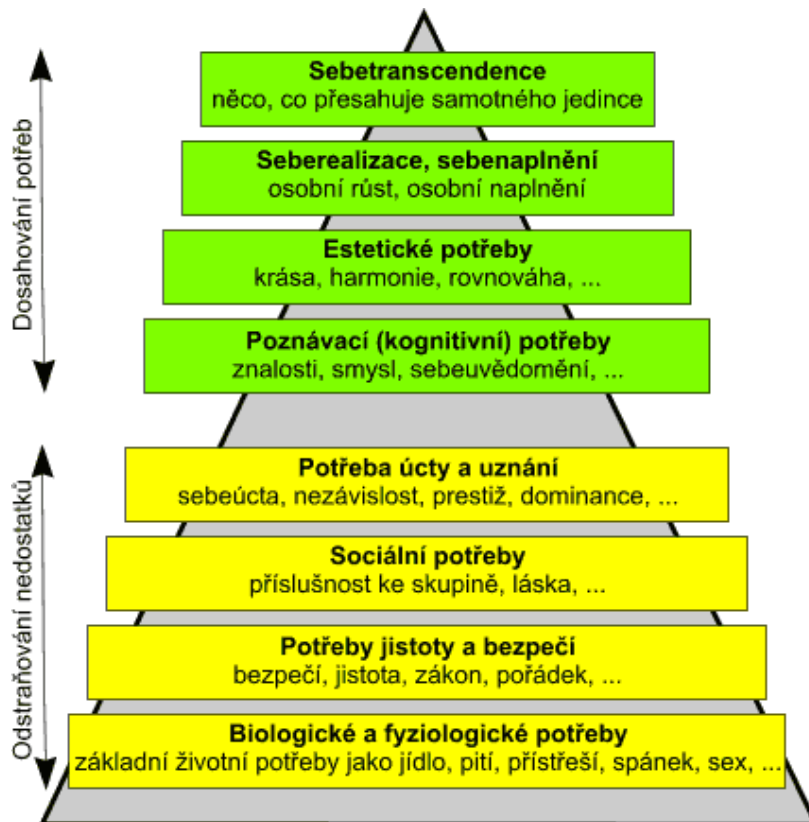 Dosahování potřeb
Sebetranscendence
něco, co přesahuje samotného jedince
Seberealizace, sebenaplnění
osobní růst, osobní naplnění
Estetické potřeby
krása, harmonie, rovnováha, ...
Poznávací (kognitivní) potřeby
znalosti, smysl, sebeuvědomění, ...
Odstraňování nedostatků
Potřeba úcty a uznání
sebeúcta, nezávislost, prestiž, dominance, ...
Sociální potřeby
příslušnost ke skupině, láska, ...
Potřeby jistoty a bezpečí
bezpečí, jistota, zákon, pořádek, ...
Biologické a fyziologické potřeby
základní životní potřeby jako jídlo, pití, přístřeší, spánek, sex, ...